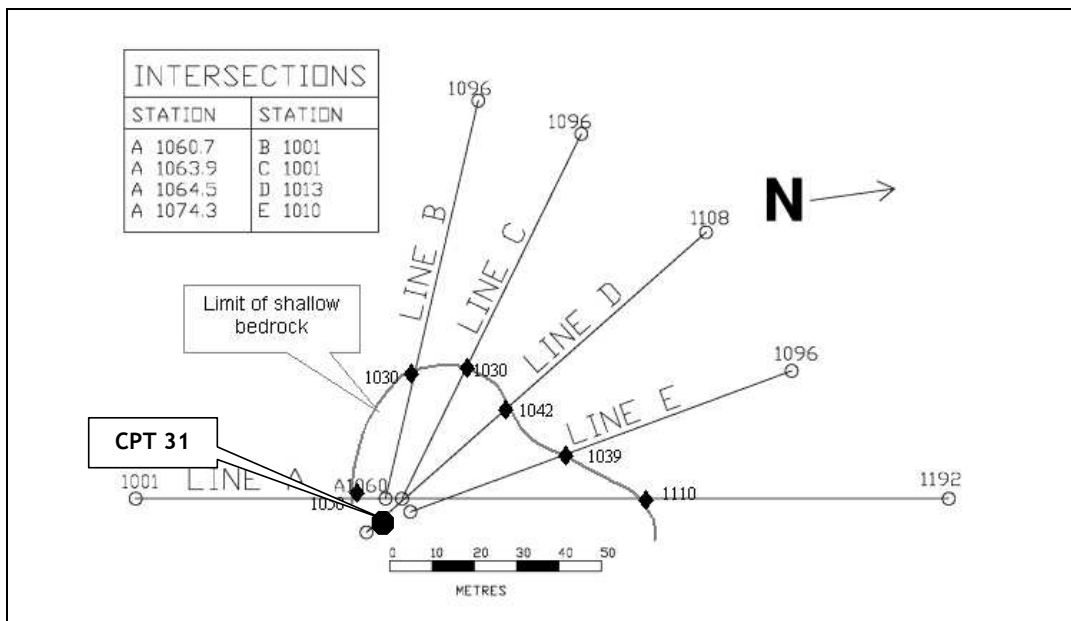 INTERSECTIONS
STATION STATION
A 1060.7 B 1001
A 1063.9 C 1001
A 1064.5 D 1013
A 1074.3 E 1010
1096
1096
N
1108
LINE B
LINE C
LINE D
Limit of shallow
bedrock
1096
1030
1030
1042
LINE E
CPT 31
1039
1001
LINE A
A1060
1110
1192
0 10 20 30 40 50
METRES